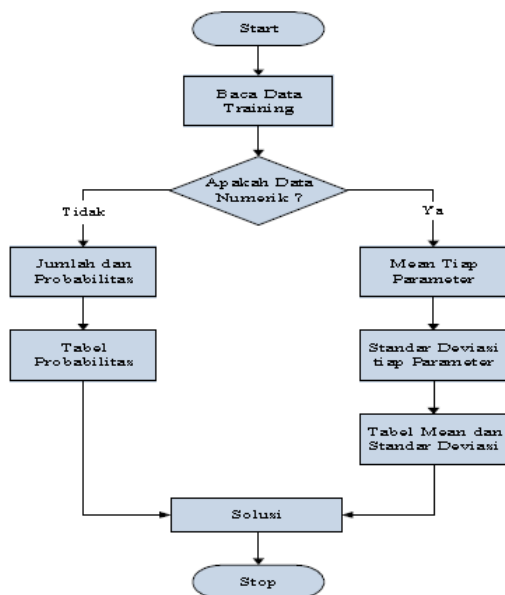 Start
Baca Data
Training
Apakah Data
Numerik ?
Tidak
Ya
Jumlah dan
Probabilitas
Mean Tiap
Parameter
Tabel
Probabilitas
Standar Deviasi
tiap Parameter
Tabel Mean dan
Standar Deviasi
Solusi
Stop